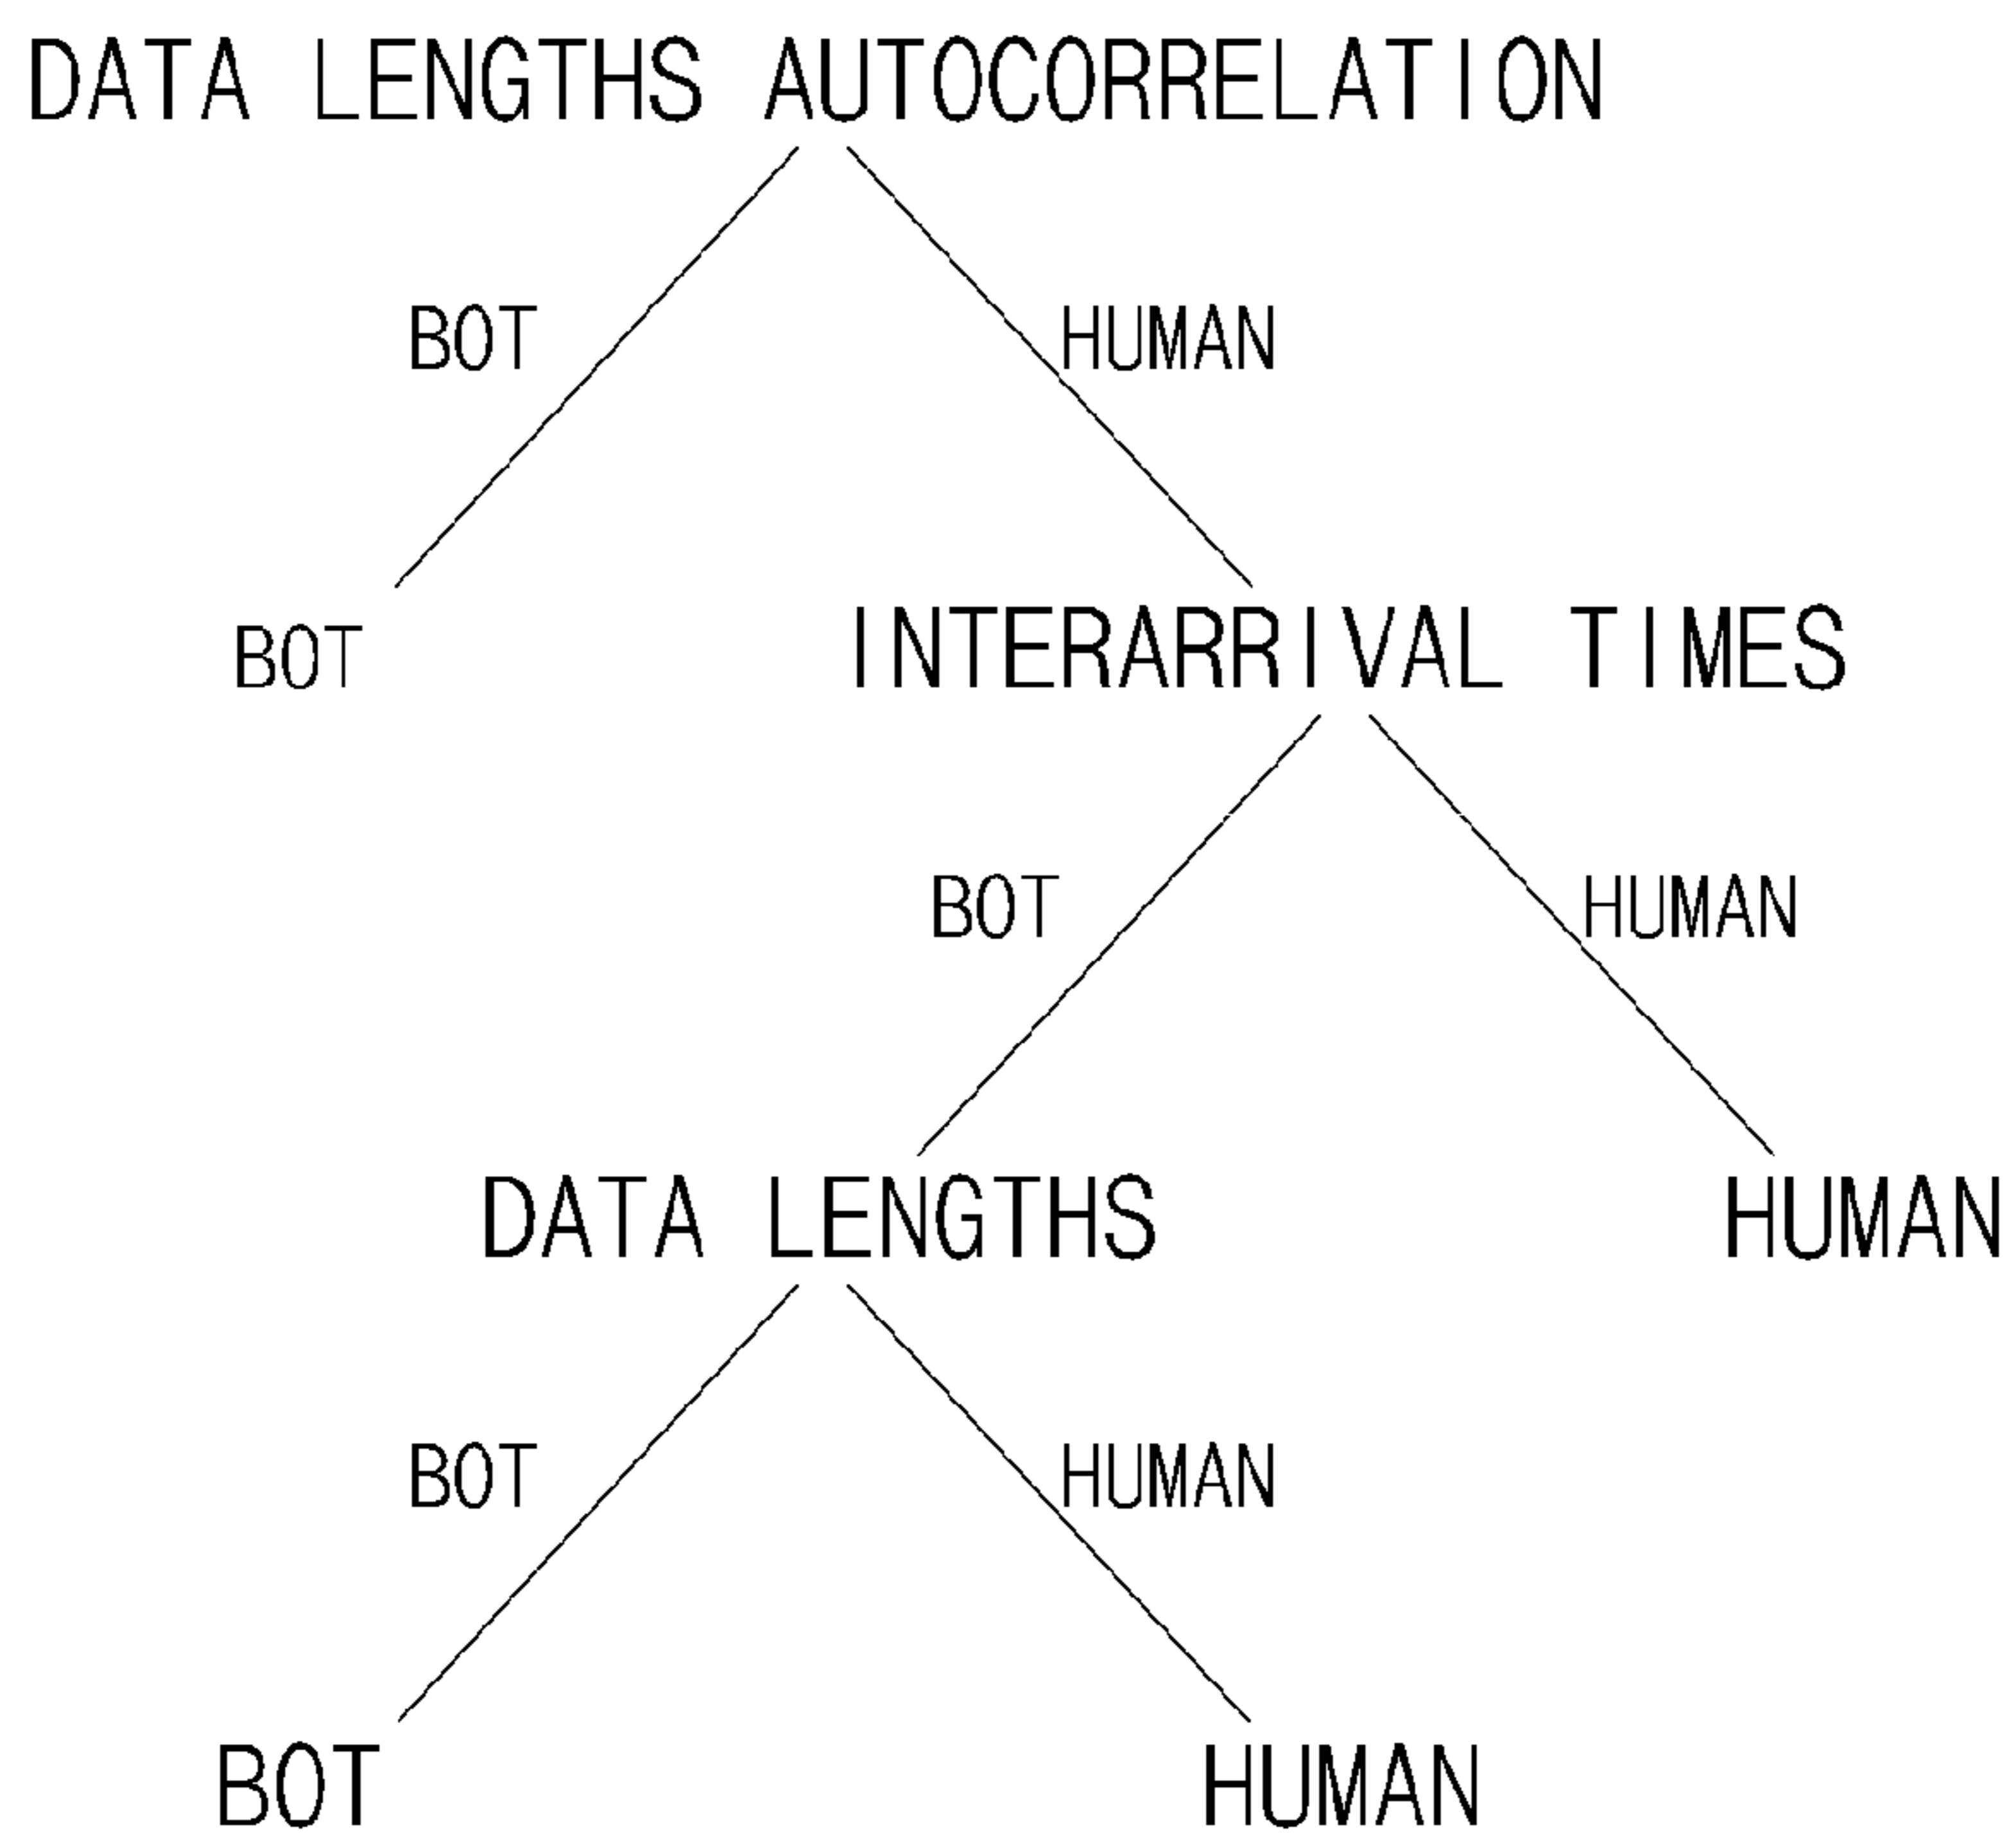 DATA LENGTHS AUTOCORRELATION
BOT
HUMAN
BOT
INTERARRIVAL TIMES
BOT
HUMAN
DATA LENGTHS
HUMAN
BOT
HUMAN
BOT
HUMAN